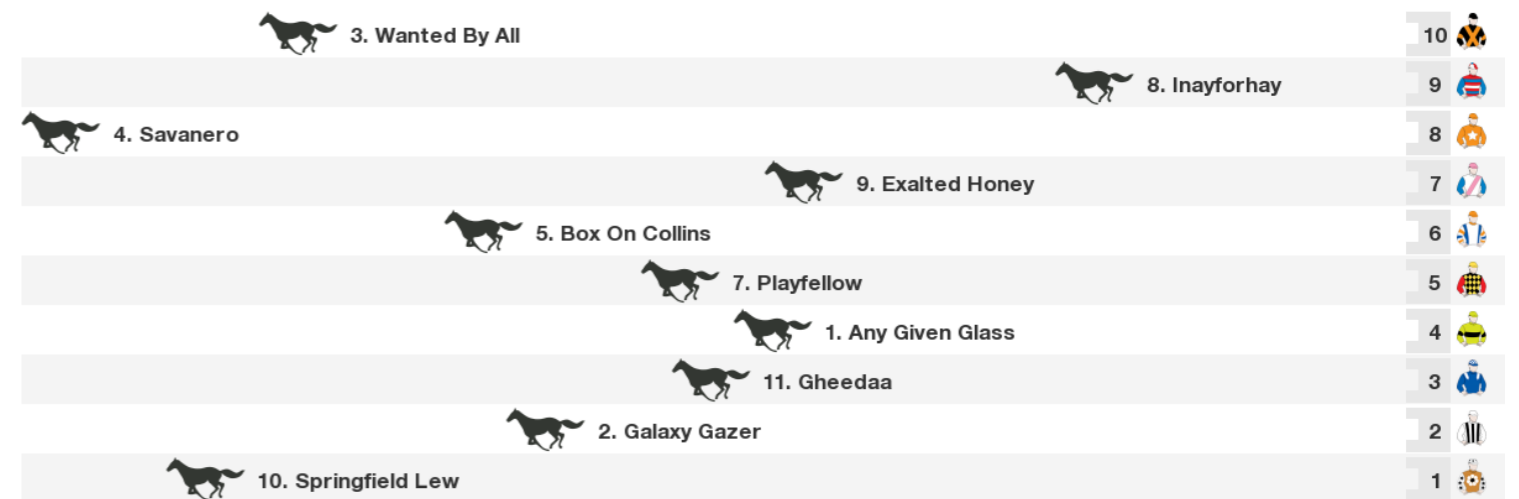 3. Wanted By All 10
8. Inayforhay 9
4. Savanero 8
9. Exalted Honey 7
5. Box On Collins 6
7. Playfellow 5
1. Any Given Glass 4
11. Gheedaa 3
2. Galaxy Gazer 2
10. Springfield Lew 1